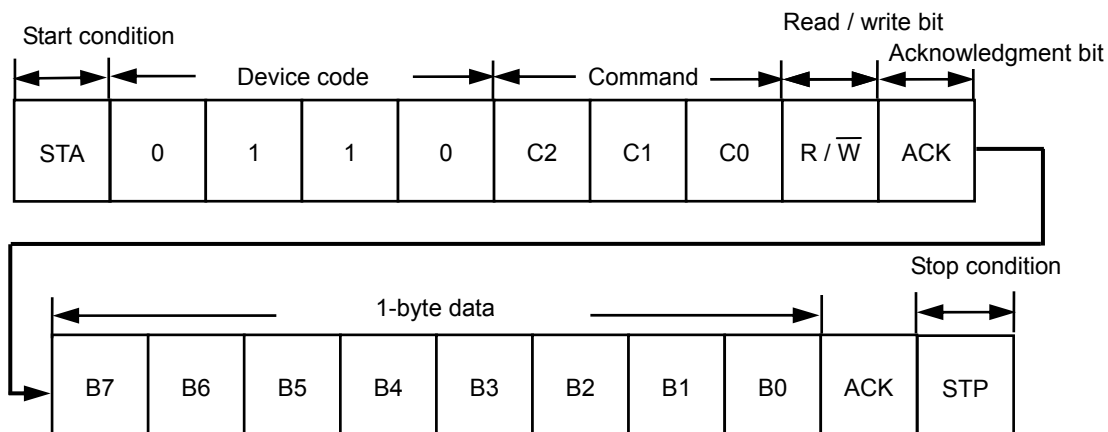 Read / write bit
Start condition
Acknowledgment bit
Device code
Command
STA 0 1 1 0 C2 C1 C0 R / W̅ ACK
Stop condition
1-byte data
B7 B6 B5 B4 B3 B2 B1 B0 ACK STP